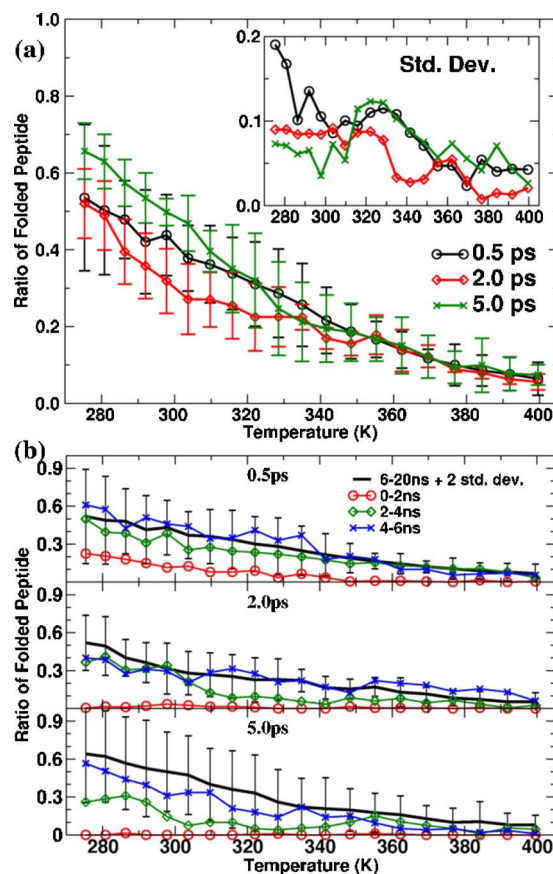 (a)
Ratio of Folded Peptide
1.0
0.8
0.6
0.4
0.2
0.0
280 300 320 340 360 380 400
Temperature (K)
0.2
0.1
0
280 300 320 340 360 380 400
Std. Dev.
0.5 ps
2.0 ps
5.0 ps
(b)
Ratio of Folded Peptide
0.9
0.6
0.3
0.5ps
6-20ns + 2 std. dev.
0-2ns
2-4ns
4-6ns
0.9
0.6
0.3
2.0ps
0.9
0.6
0.3
0
5.0ps
280 300 320 340 360 380 400
Temperature (K)